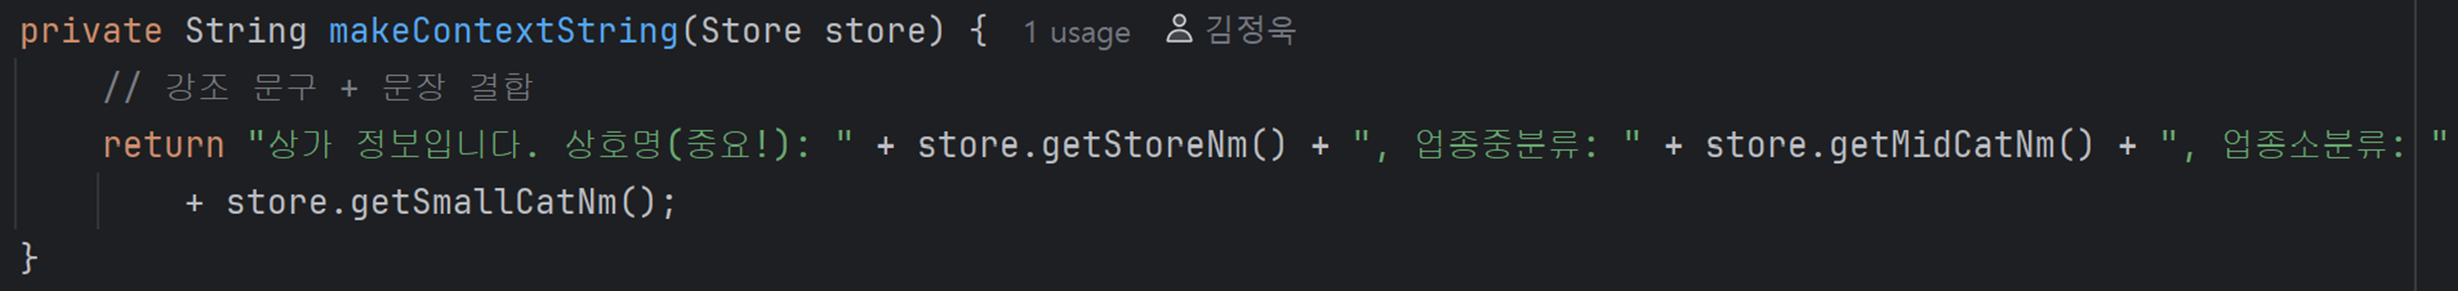 private String makeContextString(Store store) { 1 usage 김정욱
// 강조 문구 + 문장 결합
return "상가 정보입니다. 상호명(중요!): " + store.getStoreNm() + ", 업종중분류: " + store.getMidCatNm() + ", 업종소분류: "
+ store.getSmallCatNm();
}